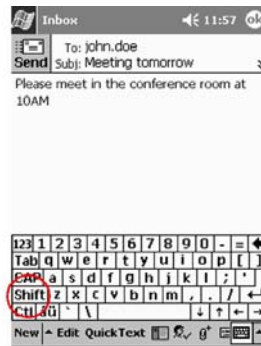 Inbox 11:57 ok
To: john.doe
Send Subj: Meeting tomorrow
Please meet in the conference room at
10AM
123 1 2 3 4 5 6 7 8 9 0 - =
Tab q w e r t y u i o p [ ]
CAP a s d f g h j k l ; '
Shift z x c v b n m , . /
Ctl áü ` \ ↓ ↑ ← →
New Edit QuickText